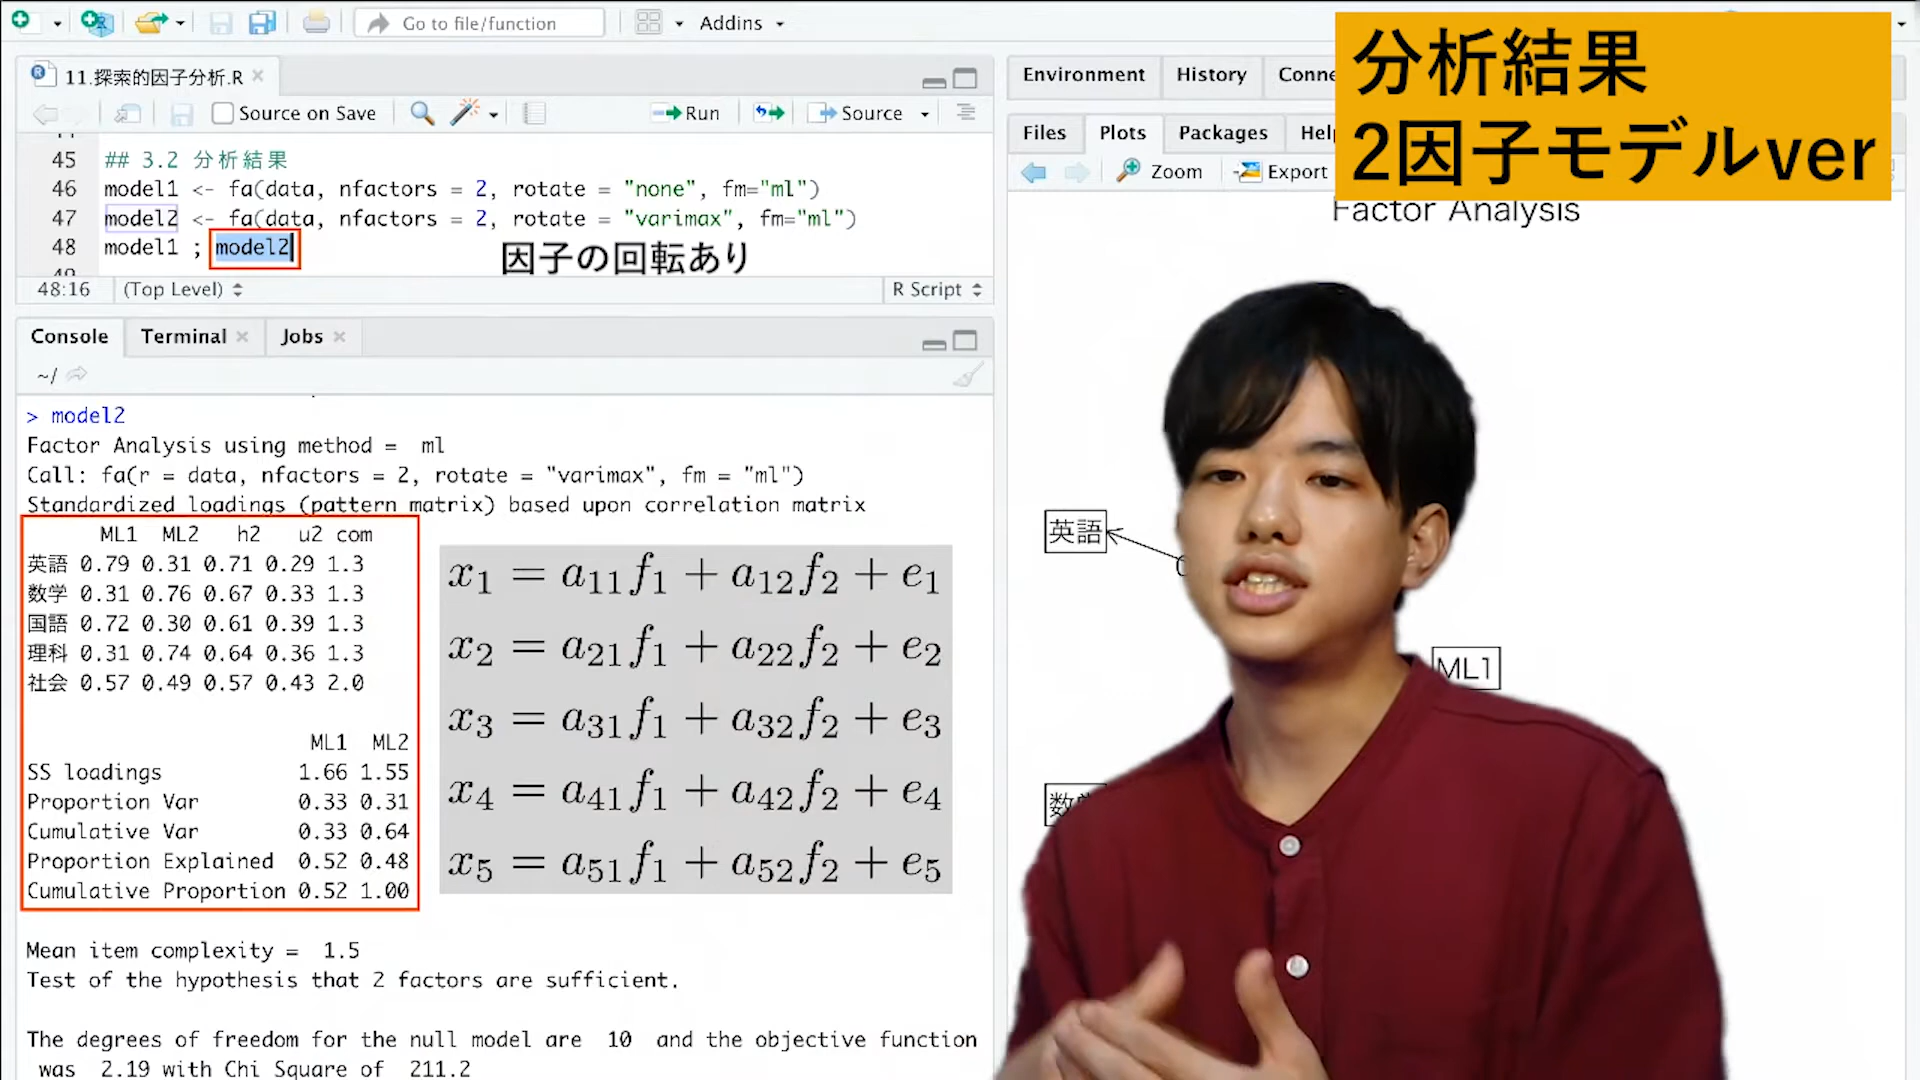 Go to file/function
Addins
分析結果
2因子モデルver
11.探索的因子分析.R
Source on Save
Run
Source
45 ## 3.2 分析結果
46 model1 <- fa(data, nfactors = 2, rotate = "none", fm="ml")
47 model2 <- fa(data, nfactors = 2, rotate = "varimax", fm="ml")
48 model1 ; model2
因子の回転あり
48:16 (Top Level) R Script
Console Terminal Jobs
~/
> model2
Factor Analysis using method = ml
Call: fa(r = data, nfactors = 2, rotate = "varimax", fm = "ml")
Standardized loadings (pattern matrix) based upon correlation matrix
ML1 ML2 h2 u2 com
英語 0.79 0.31 0.71 0.29 1.3
数学 0.31 0.76 0.67 0.33 1.3
国語 0.72 0.30 0.61 0.39 1.3
理科 0.31 0.74 0.64 0.36 1.3
社会 0.57 0.49 0.57 0.43 2.0
ML1 ML2
SS loadings 1.66 1.55
Proportion Var 0.33 0.31
Cumulative Var 0.33 0.64
Proportion Explained 0.52 0.48
Cumulative Proportion 0.52 1.00
x₁ = a₁₁f₁ + a₁₂f₂ + e₁
x₂ = a₂₁f₁ + a₂₂f₂ + e₂
x₃ = a₃₁f₁ + a₃₂f₂ + e₃
x₄ = a₄₁f₁ + a₄₂f₂ + e₄
x₅ = a₅₁f₁ + a₅₂f₂ + e₅
Mean item complexity = 1.5
Test of the hypothesis that 2 factors are sufficient.
The degrees of freedom for the null model are 10 and the objective function
was 2.19 with Chi Square of 211.2
Environment History
Files Plots Packages
Zoom Export
Factor Analysis
英語
ML1